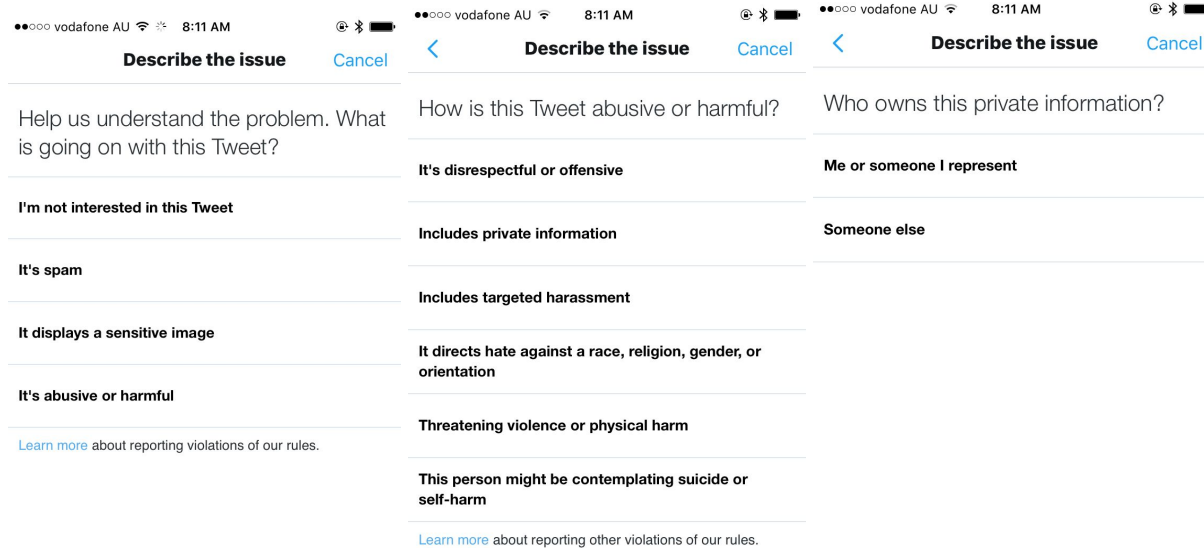 ●●○○○ vodafone AU 8:11 AM
Describe the issue Cancel
Help us understand the problem. What
is going on with this Tweet?
I'm not interested in this Tweet
It's spam
It displays a sensitive image
It's abusive or harmful
Learn more about reporting violations of our rules.
●●○○○ vodafone AU 8:11 AM
Describe the issue Cancel
How is this Tweet abusive or harmful?
It's disrespectful or offensive
Includes private information
Includes targeted harassment
It directs hate against a race, religion, gender, or
orientation
Threatening violence or physical harm
This person might be contemplating suicide or
self-harm
Learn more about reporting other violations of our rules.
●●○○○ vodafone AU 8:11 AM
Describe the issue Cancel
Who owns this private information?
Me or someone I represent
Someone else